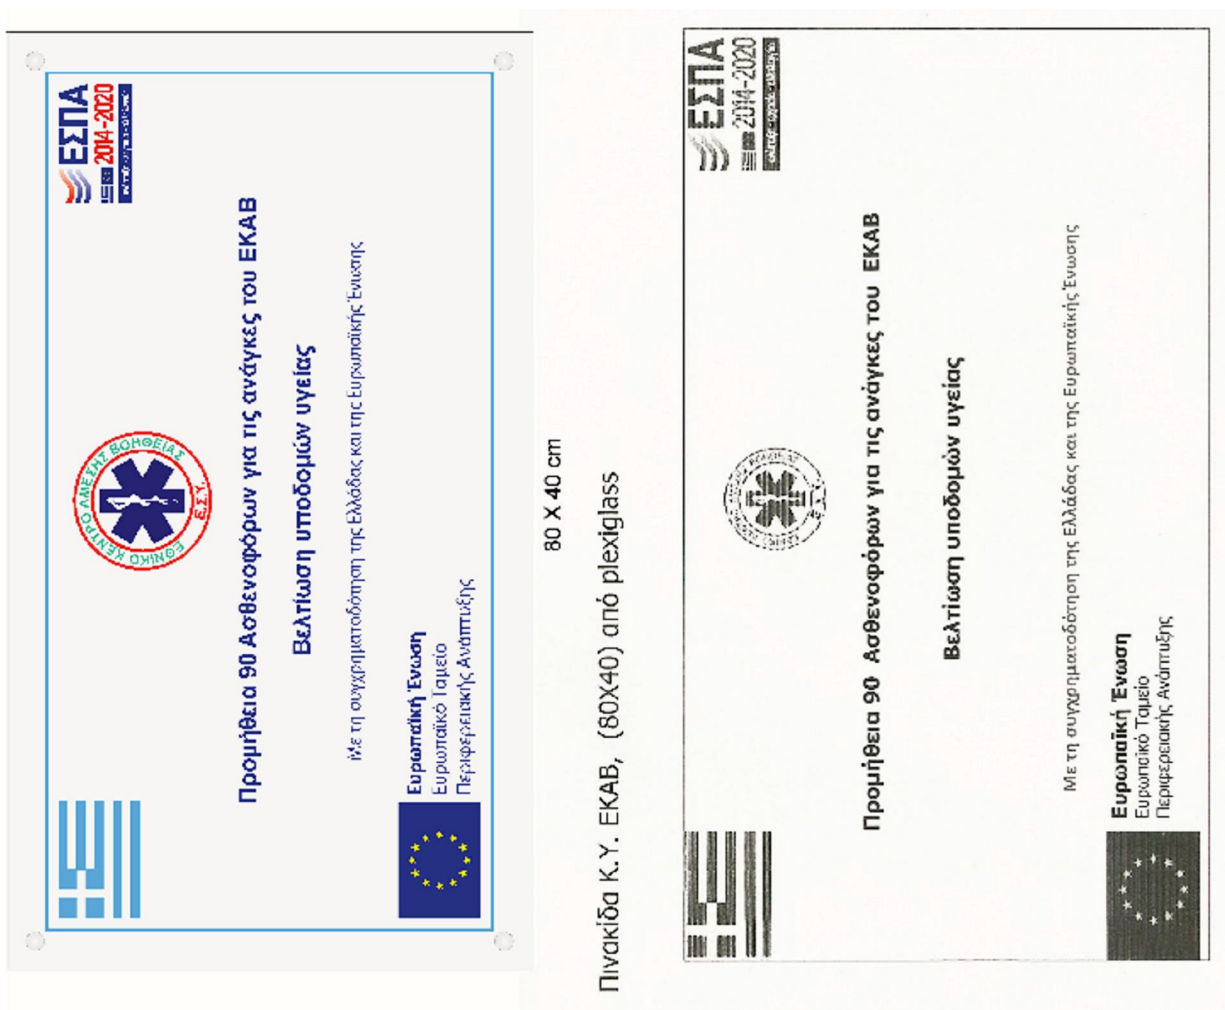 ΕΣΠΑ
2014-2020
ΕΘΝΙΚΟ ΚΕΝΤΡΟ ΑΜΕΣΗΣ ΒΟΗΘΕΙΑΣ
Ε.Σ.Υ.
Προμήθεια 90 Ασθενοφόρων για τις ανάγκες του ΕΚΑΒ
Βελτίωση υποδομών υγείας
Με τη συγχρηματοδότηση της Ελλάδας και της Ευρωπαϊκής Ένωσης
Ευρωπαϊκή Ένωση
Ευρωπαϊκό Ταμείο
Περιφερειακής Ανάπτυξης
80 X 40 cm
Πινακίδα Κ.Υ. ΕΚΑΒ, (80Χ40) από plexiglass
ΕΣΠΑ
2014-2020
Προμήθεια 90 Ασθενοφόρων για τις ανάγκες του ΕΚΑΒ
Βελτίωση υποδομών υγείας
Με τη συγχρηματοδότηση της Ελλάδας και της Ευρωπαϊκής Ένωσης
Ευρωπαϊκή Ένωση
Ευρωπαϊκό Ταμείο
Περιφερειακής Ανάπτυξης